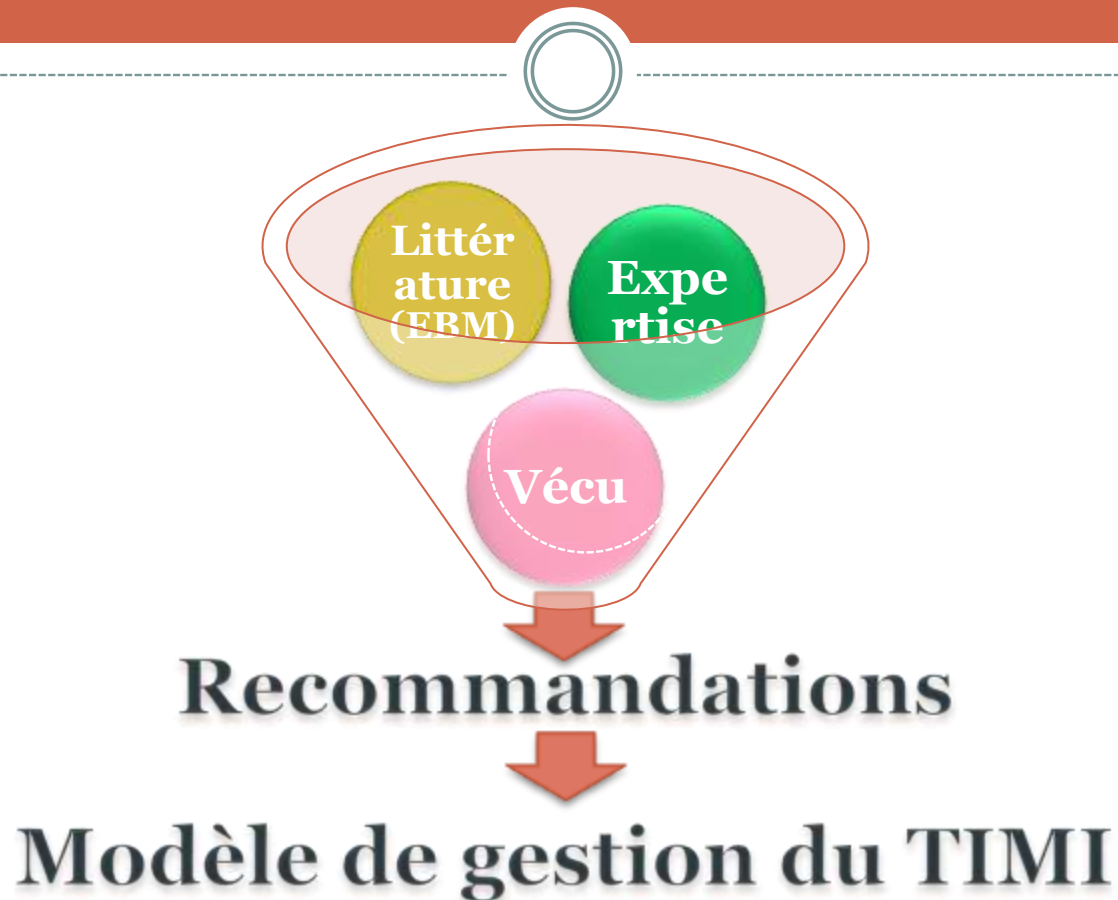 Littér
ature
(EBM)
Expe
rtise
Vécu
Recommandations
Modèle de gestion du TIMI